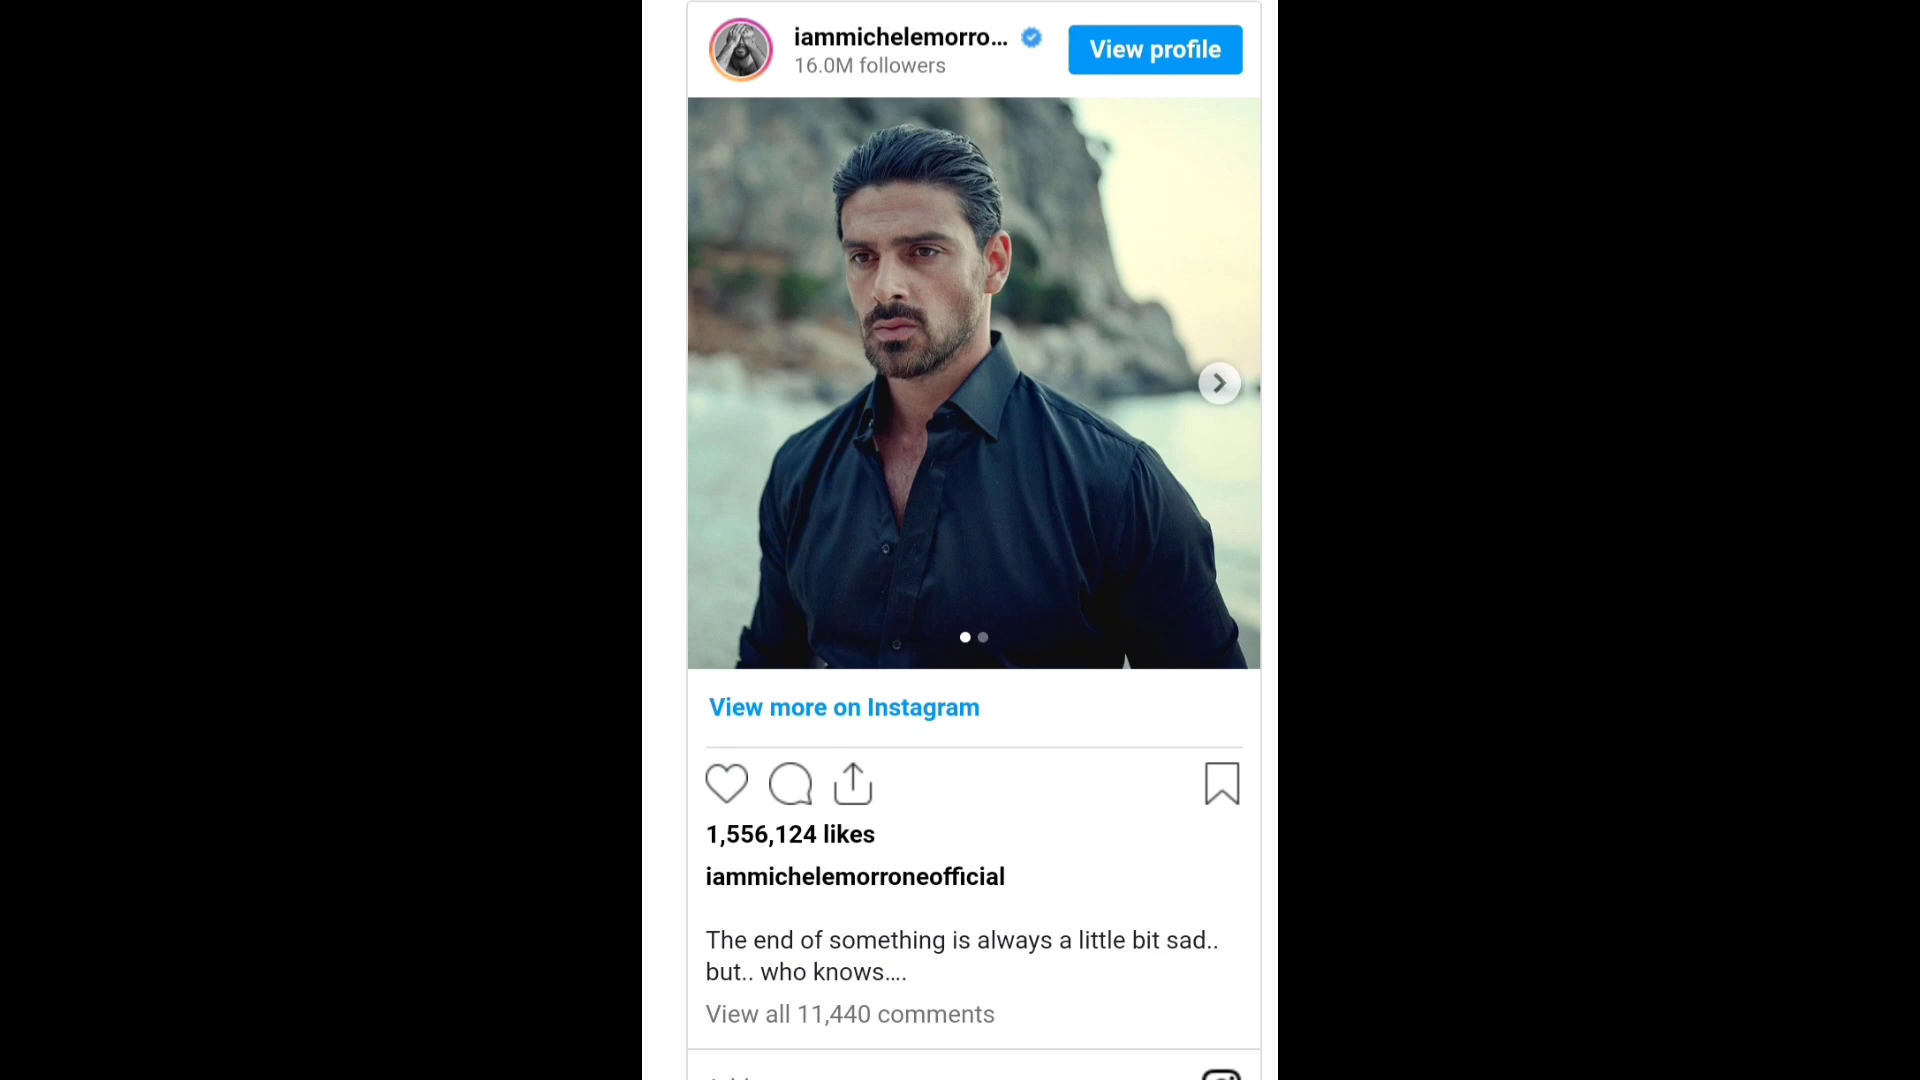 iammichelemorro...
16.0M followers
View profile
View more on Instagram
1,556,124 likes
iammichelemorroneofficial
The end of something is always a little bit sad..
but.. who knows....
View all 11,440 comments